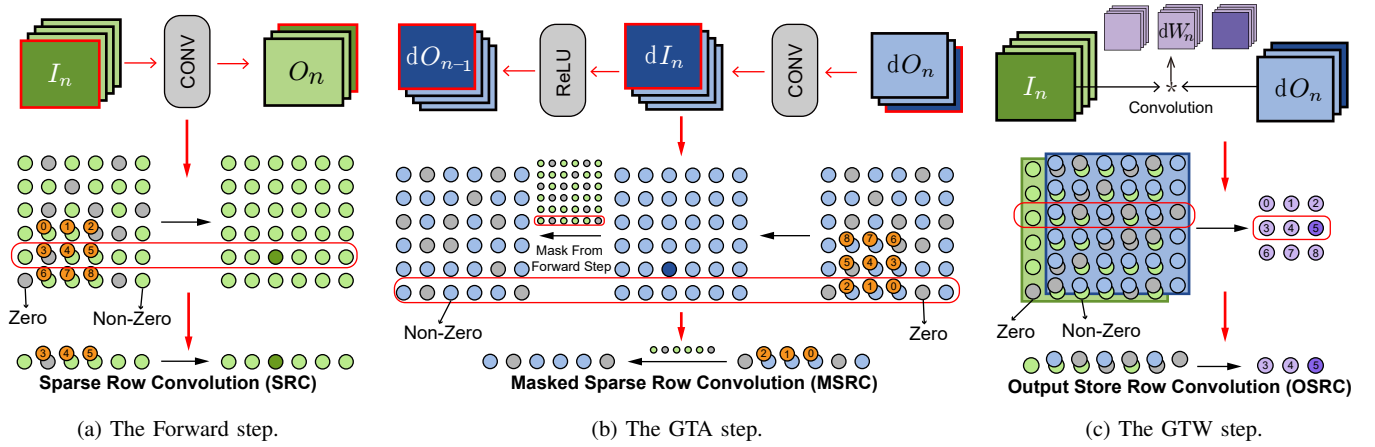 I_n
CONV
O_n
0 1 2
3 4 5
6 7 8
Zero
Non-Zero
3 4 5
Sparse Row Convolution (SRC)
(a) The Forward step.
dO_{n-1}
ReLU
dI_n
CONV
dO_n
Mask From
Forward Step
8 7 6
5 4 3
2 1 0
Non-Zero
Zero
2 1 0
Masked Sparse Row Convolution (MSRC)
(b) The GTA step.
dW_n
I_n
*
Convolution
dO_n
0 1 2
3 4 5
6 7 8
Zero
Non-Zero
3 4 5
Output Store Row Convolution (OSRC)
(c) The GTW step.